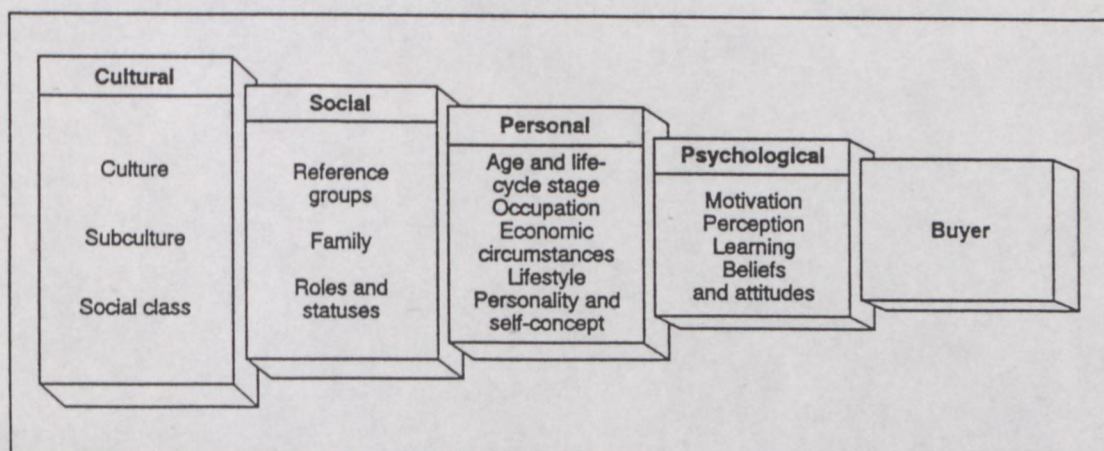 Cultural
Culture
Subculture
Social class
Social
Reference
groups
Family
Roles and
statuses
Personal
Age and life-
cycle stage
Occupation
Economic
circumstances
Lifestyle
Personality and
self-concept
Psychological
Motivation
Perception
Learning
Beliefs
and attitudes
Buyer